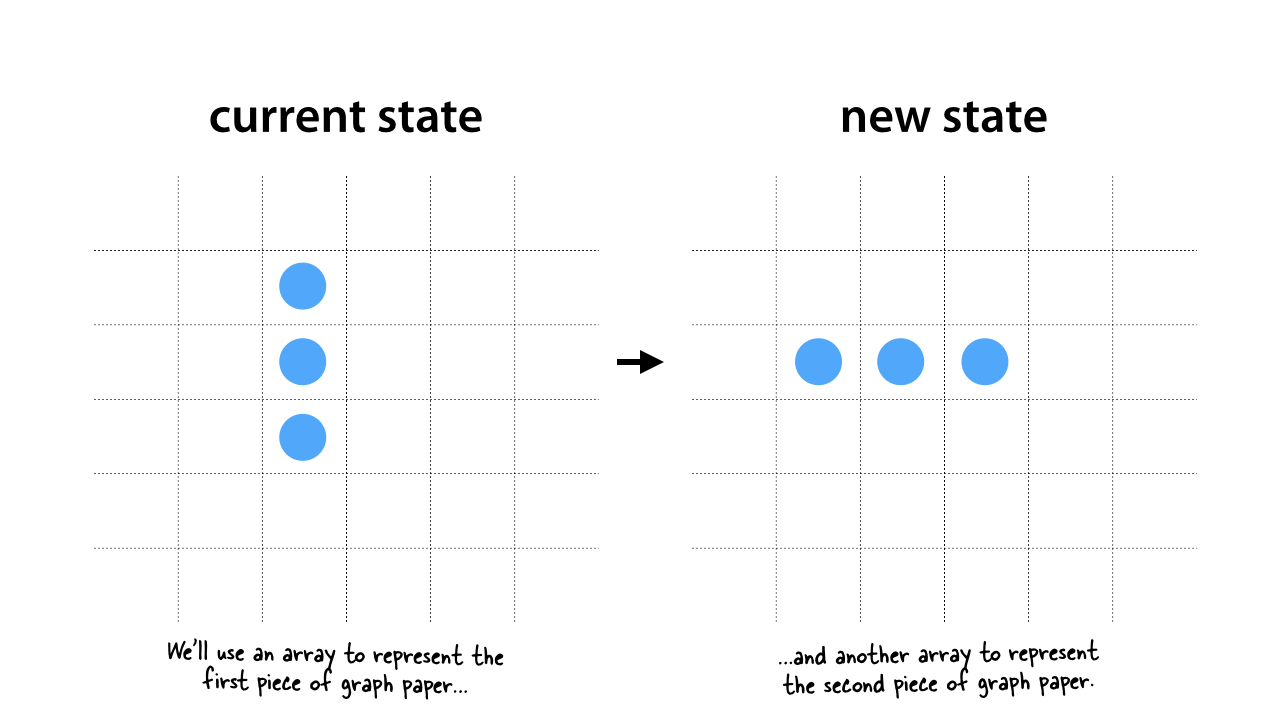 current state
new state
We'll use an array to represent the
first piece of graph paper...
...and another array to represent
the second piece of graph paper.